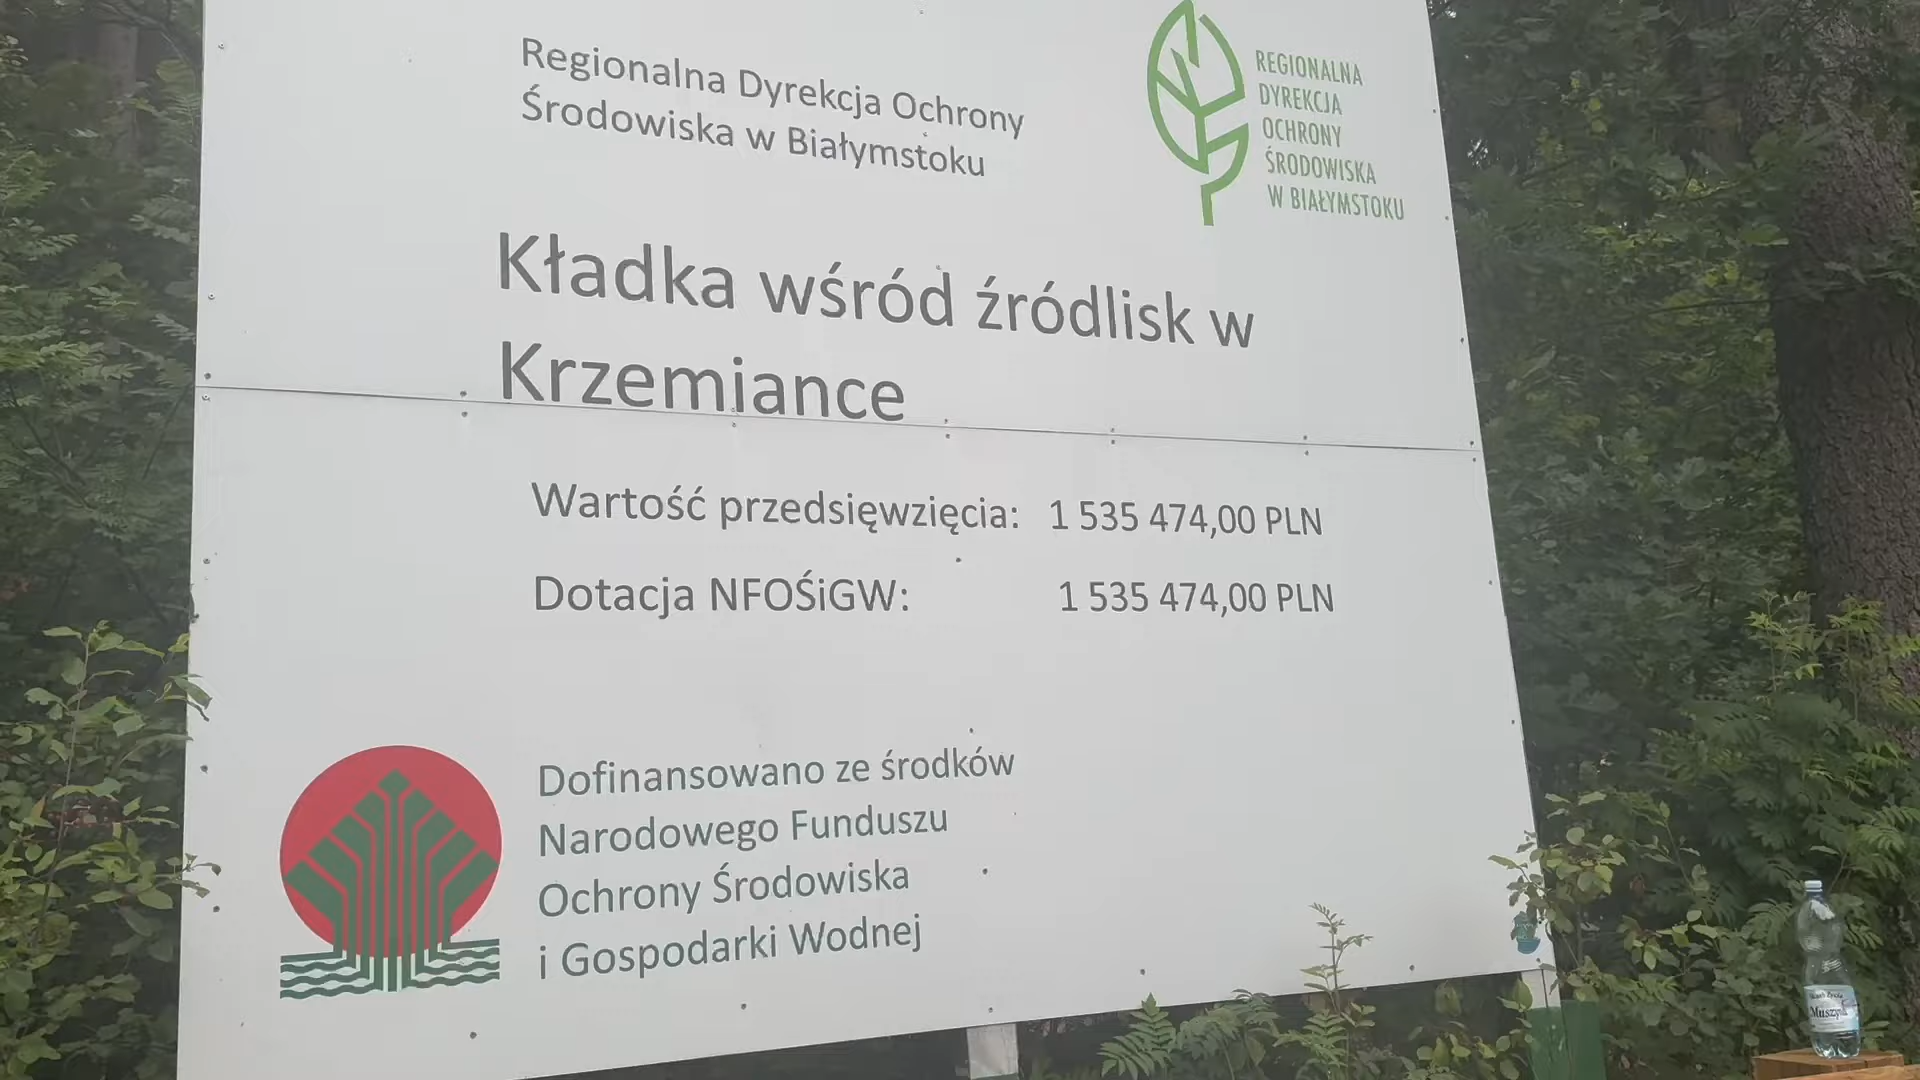 Regionalna Dyrekcja Ochrony
Środowiska w Białymstoku
REGIONALNA
DYREKCJA
OCHRONY
ŚRODOWISKA
W BIAŁYMSTOKU
Kładka wśród źródlisk w
Krzemiance
Wartość przedsięwzięcia: 1 535 474,00 PLN
Dotacja NFOŚiGW: 1 535 474,00 PLN
Dofinansowano ze środków
Narodowego Funduszu
Ochrony Środowiska
i Gospodarki Wodnej